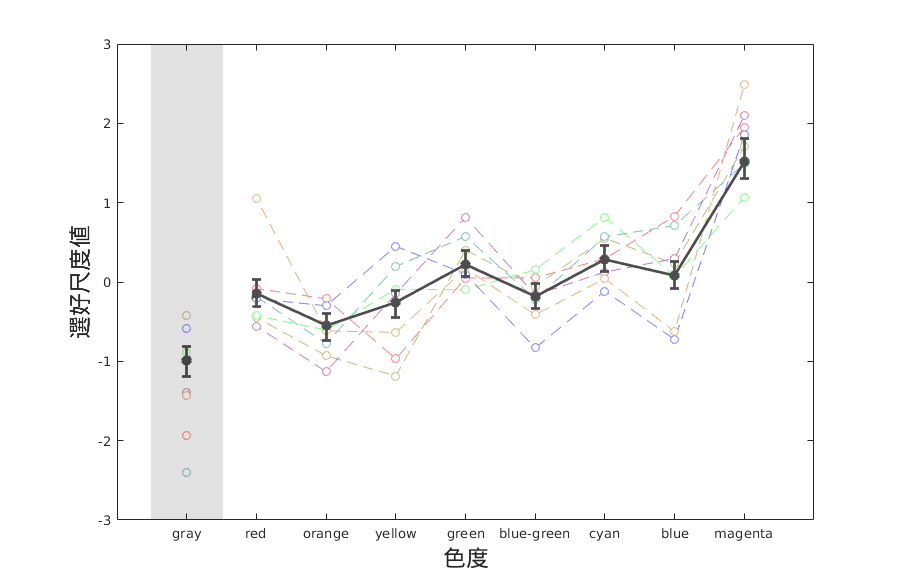 3
2
1
0
-1
-2
-3
選好尺度値
gray red orange yellow green blue-green cyan blue magenta
色度